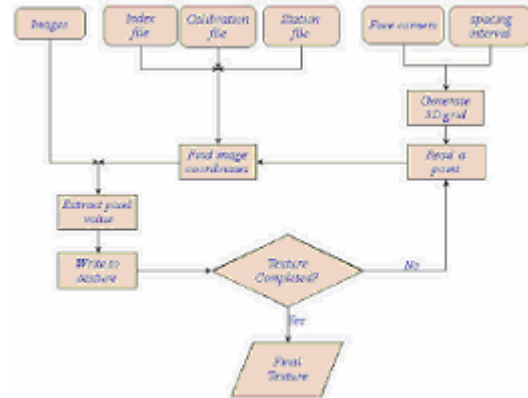 Images
Index
file
Calibration
file
Station
file
Face corners
spacing
interval
Generate
3D grid
Find image
coordinates
Read a
point
Extract pixel
value
Write to
texture
Texture
Completed?
No
Yes
Final
Texture